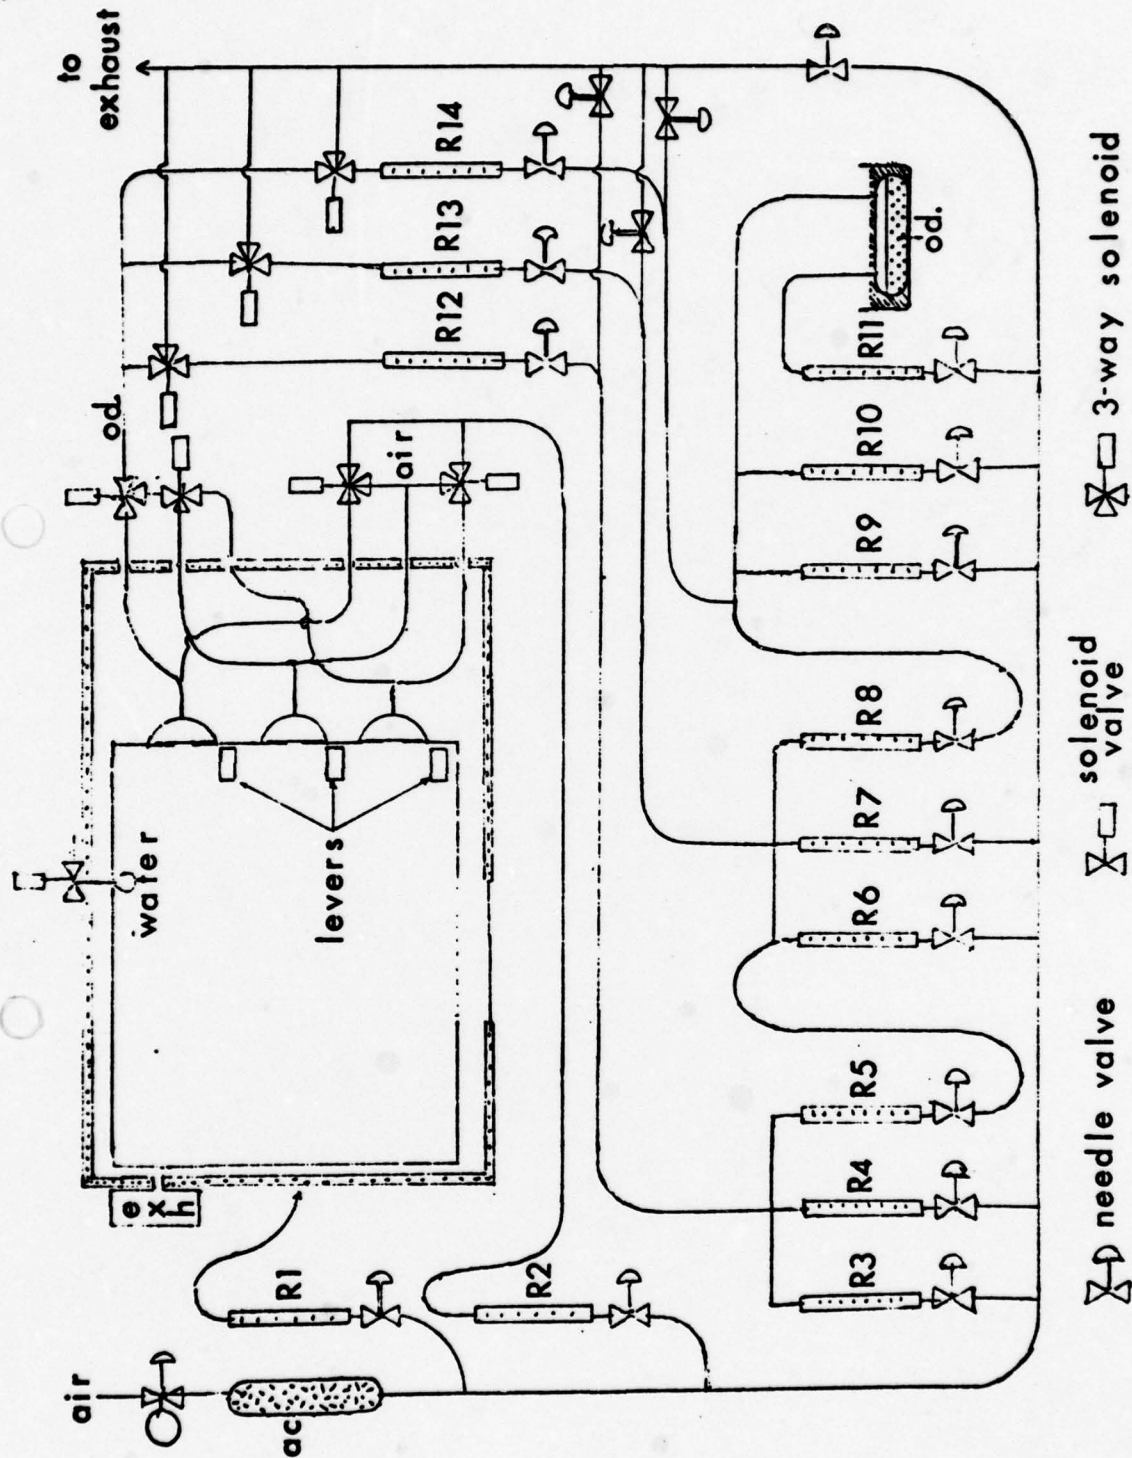 air
ac
R1
R2
exh
water
levers
od.
air
to
exhaust
R12
R13
R14
R3
R4
R5
R6
R7
R8
R9
R10
R11
od.
needle valve
solenoid
valve
3-way solenoid